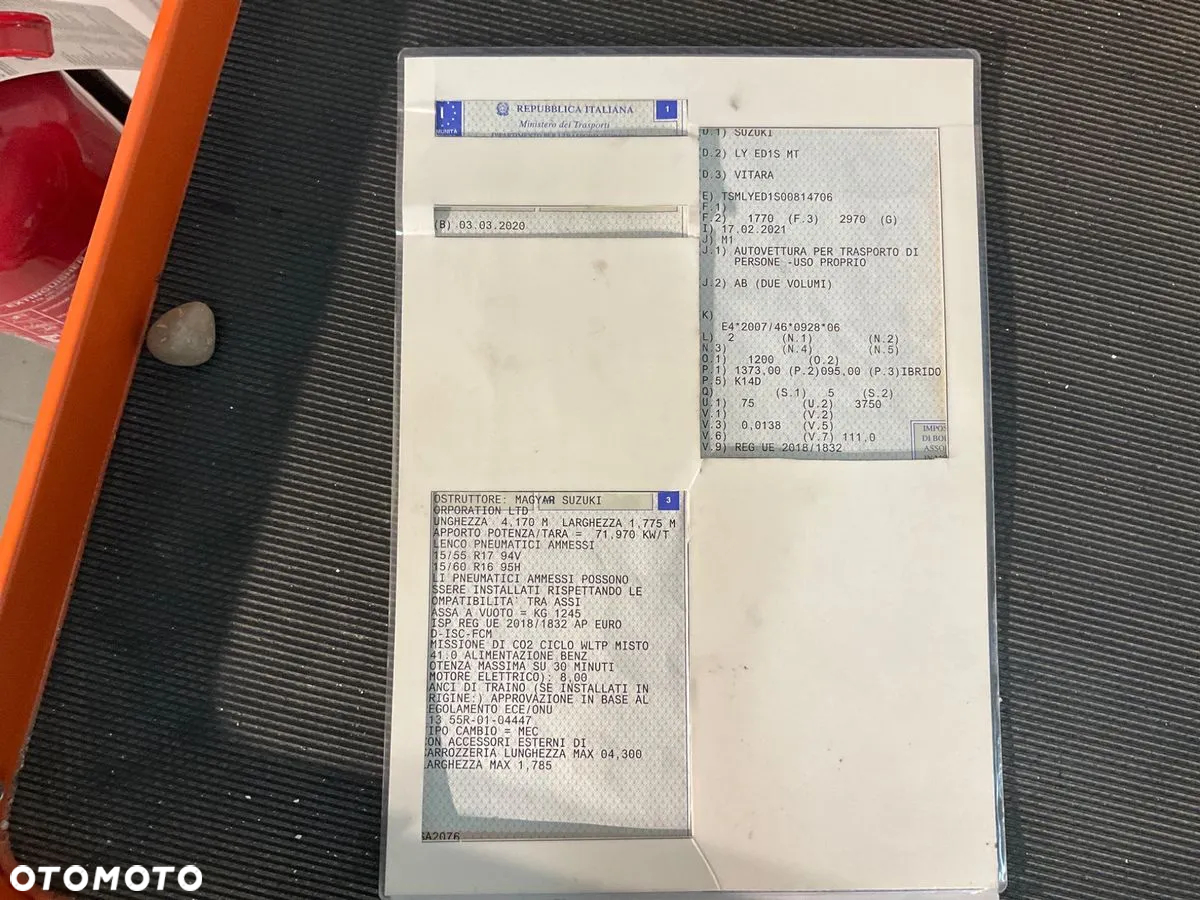 REPUBBLICA ITALIANA
1
I
Ministero dei Trasporti
(B) 03.03.2020
D.1) SUZUKI
D.2) LY ED1S MT
D.3) VITARA
E) TSMLYED1S00814706
F.1)
F.2) 1770 (F.3) 2970 (G)
I) 17.02.2021
J) M1
J.1) AUTOVETTURA PER TRASPORTO DI
PERSONE -USO PROPRIO
J.2) AB (DUE VOLUMI)
K)
E4*2007/46*0928*06
L) 2 (N.1) (N.2)
N.3) (N.4) (N.5)
O.1) 1200 (O.2)
P.1) 1373,00 (P.2)095,00 (P.3)IBRIDO
P.5) K14D
Q) (S.1) 5 (S.2)
U.1) 75 (U.2) 3750
V.1) (V.2)
V.3) 0,0138 (V.5)
V.6) (V.7) 111,0
V.9) REG UE 2018/1832
IMPOS
DI BOI
ASSO
OSTRUTTORE: MAGYAR SUZUKI
3
ORPORATION LTD
UNGHEZZA 4,170 M LARGHEZZA 1,775 M
APPORTO POTENZA/TARA = 71,970 KW/T
LENCO PNEUMATICI AMMESSI
15/55 R17 94V
15/60 R16 95H
LI PNEUMATICI AMMESSI POSSONO
SSERE INSTALLATI RISPETTANDO LE
OMPATIBILITA' TRA ASSI
ASSA A VUOTO = KG 1245
ISP REG UE 2018/1832 AP EURO
D-ISC-FCM
MISSIONE DI CO2 CICLO WLTP MISTO
41.0 ALIMENTAZIONE BENZ
OTENZA MASSIMA SU 30 MINUTI
MOTORE ELETTRICO): 8,00
ANCI DI TRAINO (SE INSTALLATI IN
RIGINE:) APPROVAZIONE IN BASE AL
EGOLAMENTO ECE/ONU
13 55R-01-04447
IPO CAMBIO = MEC
ON ACCESSORI ESTERNI DI
CARROZZERIA LUNGHEZZA MAX 04,300
LARGHEZZA MAX 1,785
SA2076
OTOMOTO